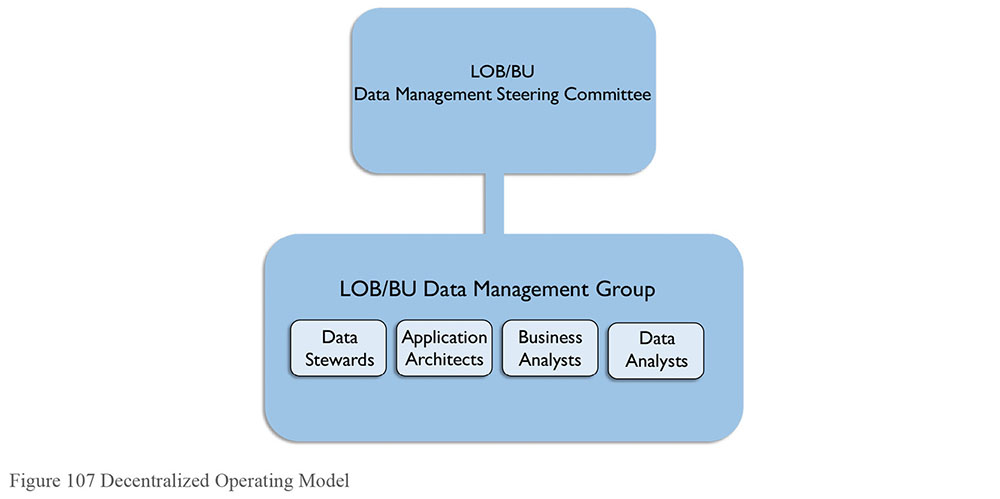 LOB/BU
Data Management Steering Committee
LOB/BU Data Management Group
Data
Stewards
Application
Architects
Business
Analysts
Data
Analysts
Figure 107 Decentralized Operating Model